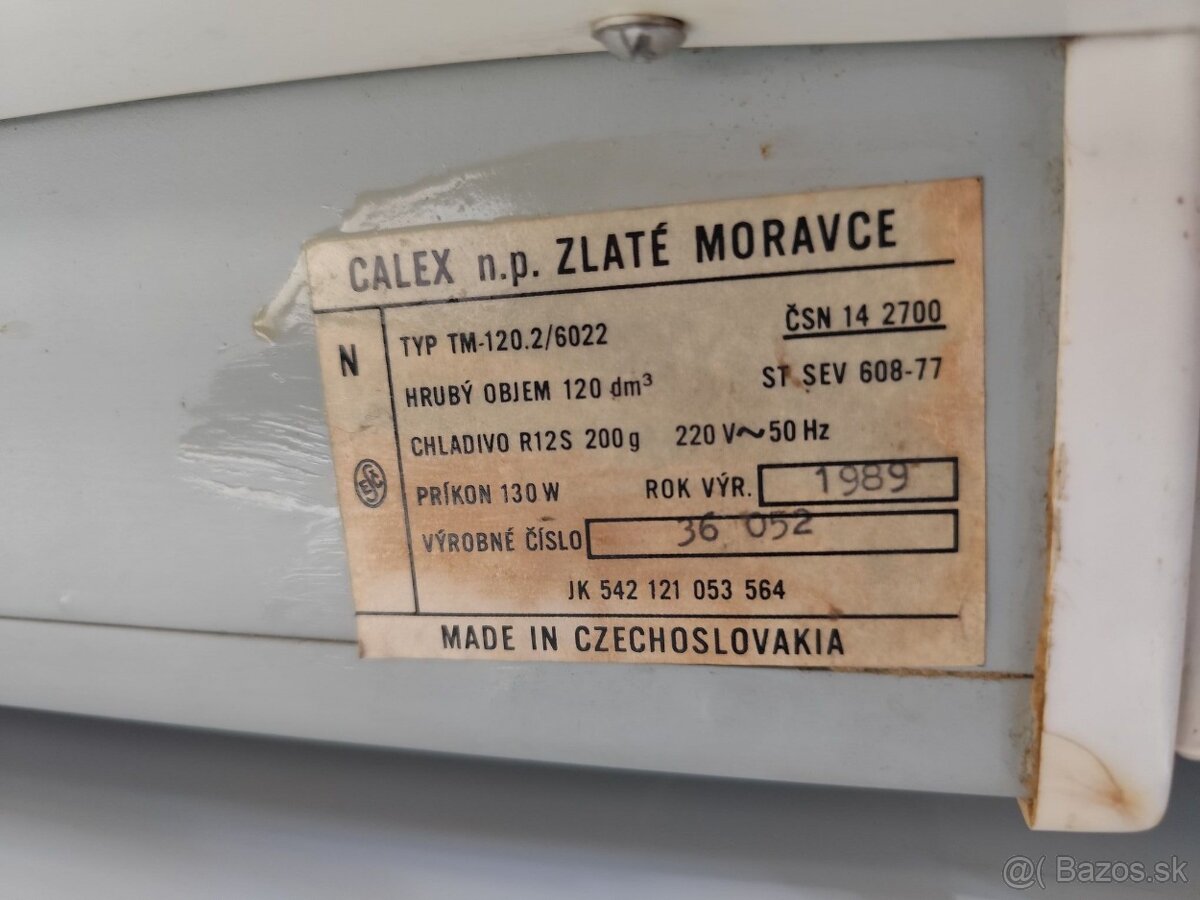 CALEX n.p. ZLATÉ MORAVCE
N
TYP TM-120.2/6022 ČSN 14 2700
HRUBÝ OBJEM 120 dm³ ST SEV 608-77
CHLADIVO R12S 200g 220 V~50 Hz
PRÍKON 130W ROK VÝR. 1989
VÝROBNÉ ČÍSLO 36 052
JK 542 121 053 564
MADE IN CZECHOSLOVAKIA
@( Bazos.sk